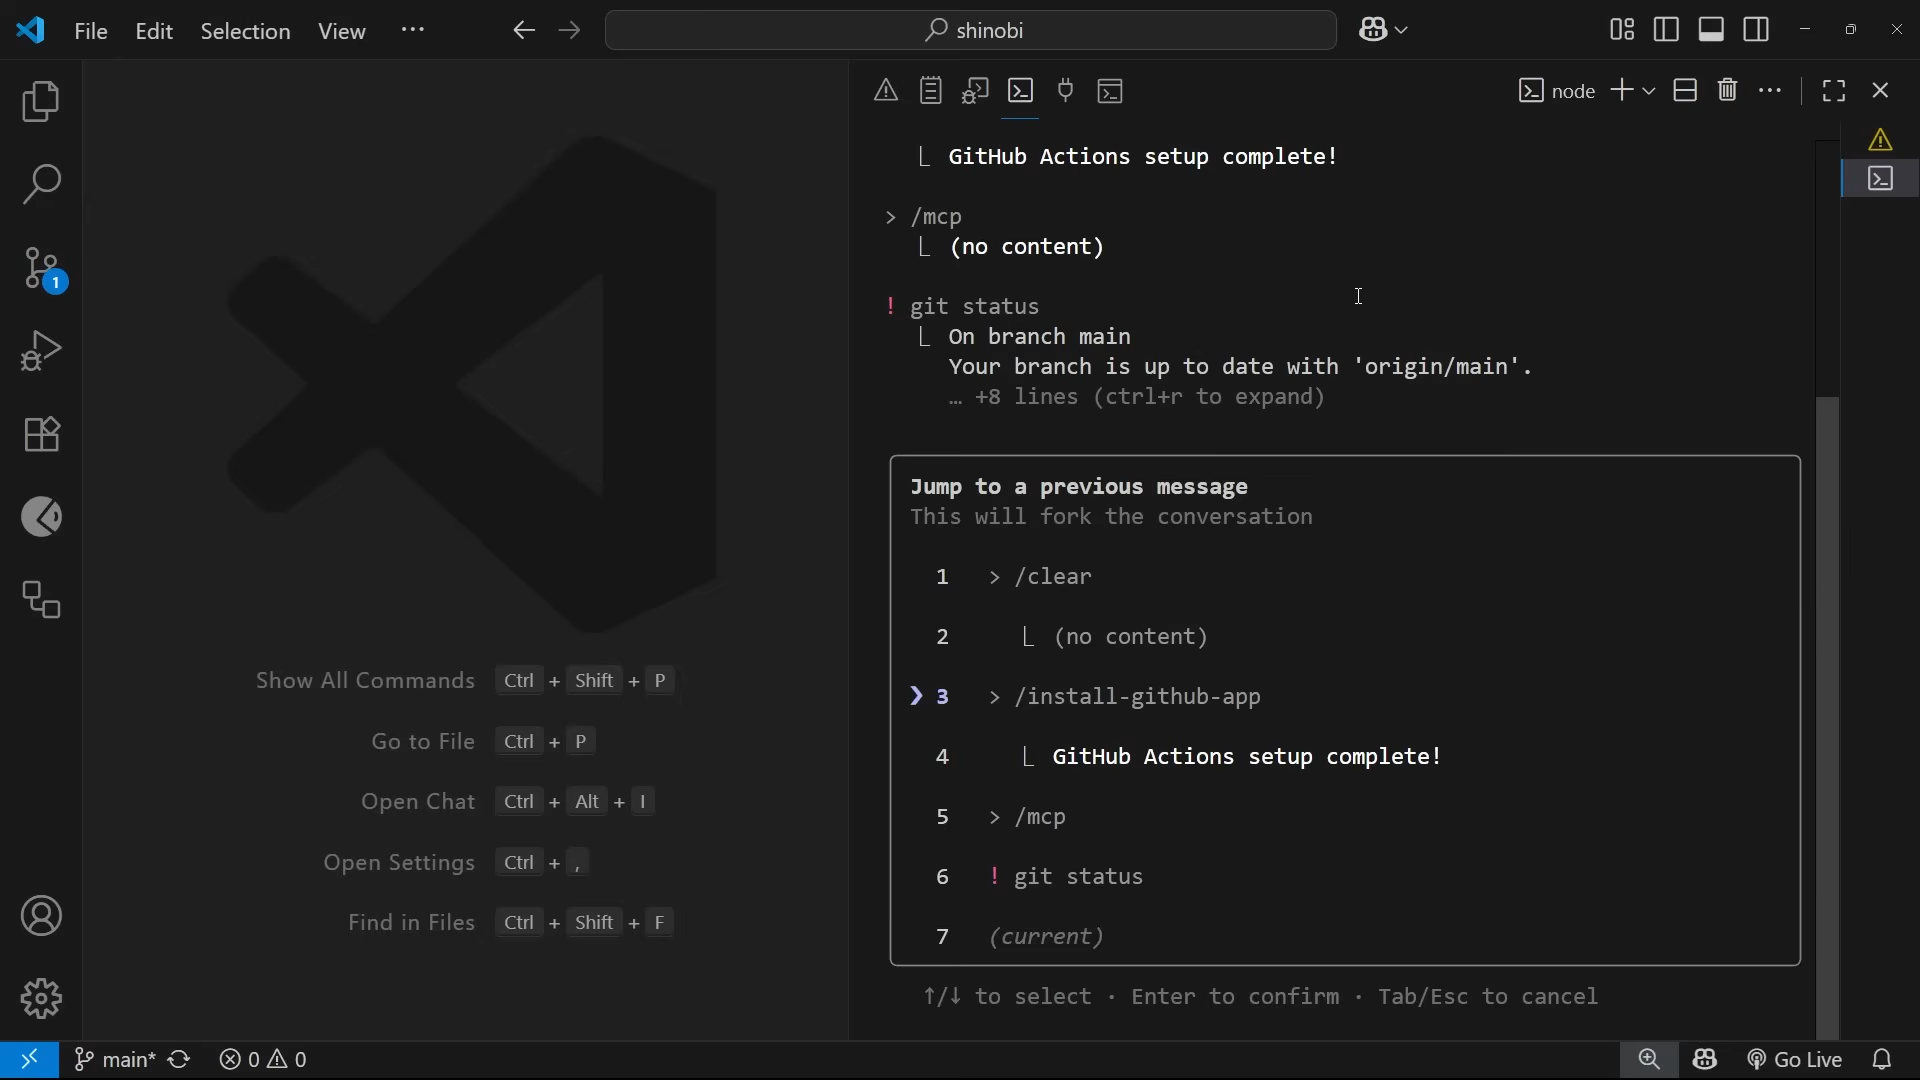 File Edit Selection View ···
shinobi
node
GitHub Actions setup complete!
> /mcp
(no content)
! git status
On branch main
Your branch is up to date with 'origin/main'.
… +8 lines (ctrl+r to expand)
Jump to a previous message
This will fork the conversation
1 > /clear
2 (no content)
❯ 3 > /install-github-app
4 GitHub Actions setup complete!
5 > /mcp
6 ! git status
7 (current)
↑/↓ to select · Enter to confirm · Tab/Esc to cancel
1
Show All Commands Ctrl + Shift + P
Go to File Ctrl + P
Open Chat Ctrl + Alt + I
Open Settings Ctrl + ,
Find in Files Ctrl + Shift + F
main* 0 0
Go Live